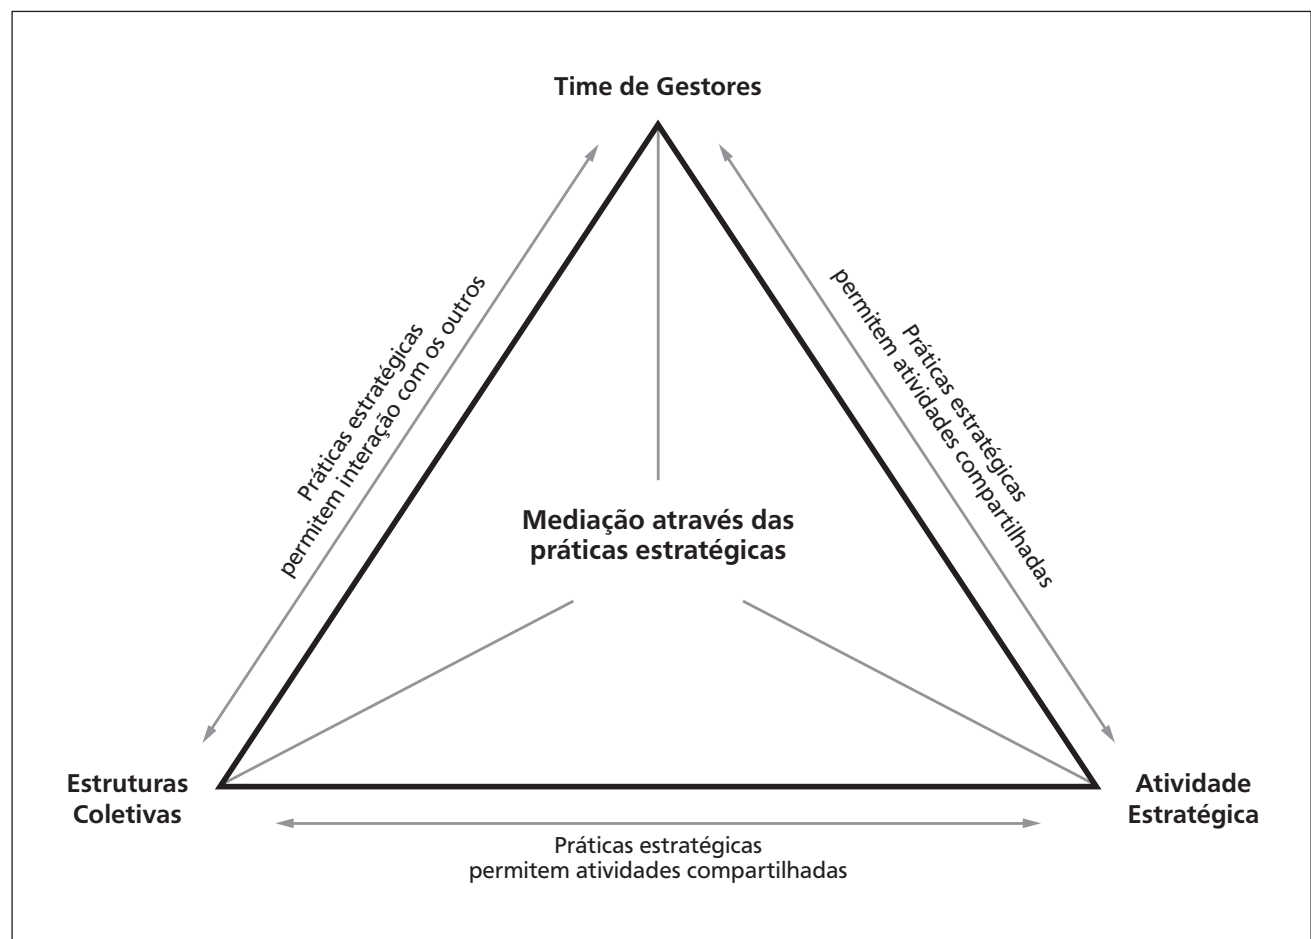 Time de Gestores
Práticas estratégicas
permitem interação com os outros
Práticas estratégicas
permitem atividades compartilhadas
Mediação através das
práticas estratégicas
Estruturas
Coletivas
Atividade
Estratégica
Práticas estratégicas
permitem atividades compartilhadas